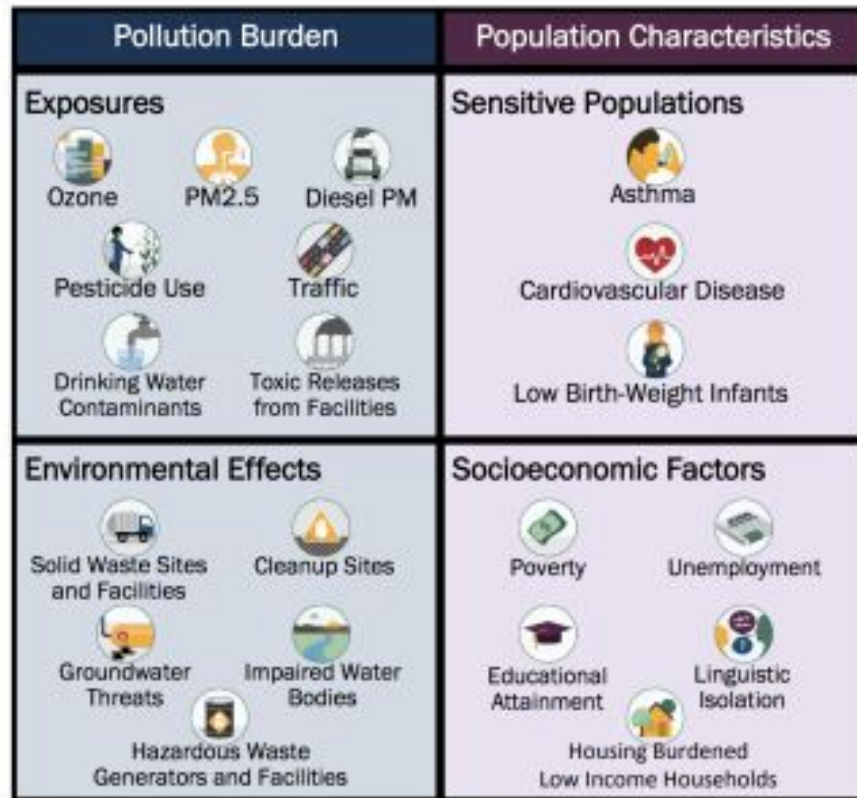 Pollution Burden
Population Characteristics
Exposures
Ozone
PM2.5
Diesel PM
Pesticide Use
Traffic
Drinking Water
Contaminants
Toxic Releases
from Facilities
Sensitive Populations
Asthma
Cardiovascular Disease
Low Birth-Weight Infants
Environmental Effects
Solid Waste Sites
and Facilities
Cleanup Sites
Groundwater
Threats
Impaired Water
Bodies
Hazardous Waste
Generators and Facilities
Socioeconomic Factors
Poverty
Unemployment
Educational
Attainment
Linguistic
Isolation
Housing Burdened
Low Income Households